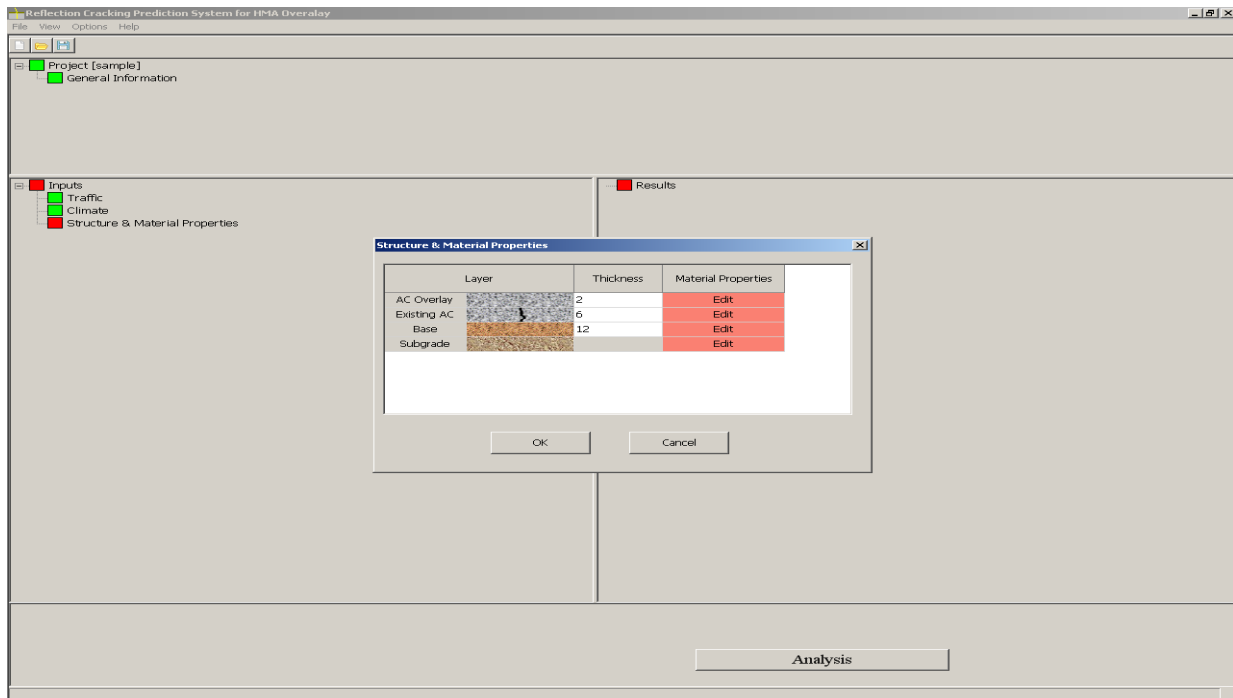 Reflection Cracking Prediction System for HMA Overalay
File View Options Help
Project [sample]
General Information
Inputs
Traffic
Climate
Structure & Material Properties
Results
Structure & Material Properties
Layer Thickness Material Properties
AC Overlay 2 Edit
Existing AC 6 Edit
Base 12 Edit
Subgrade Edit
OK Cancel
Analysis